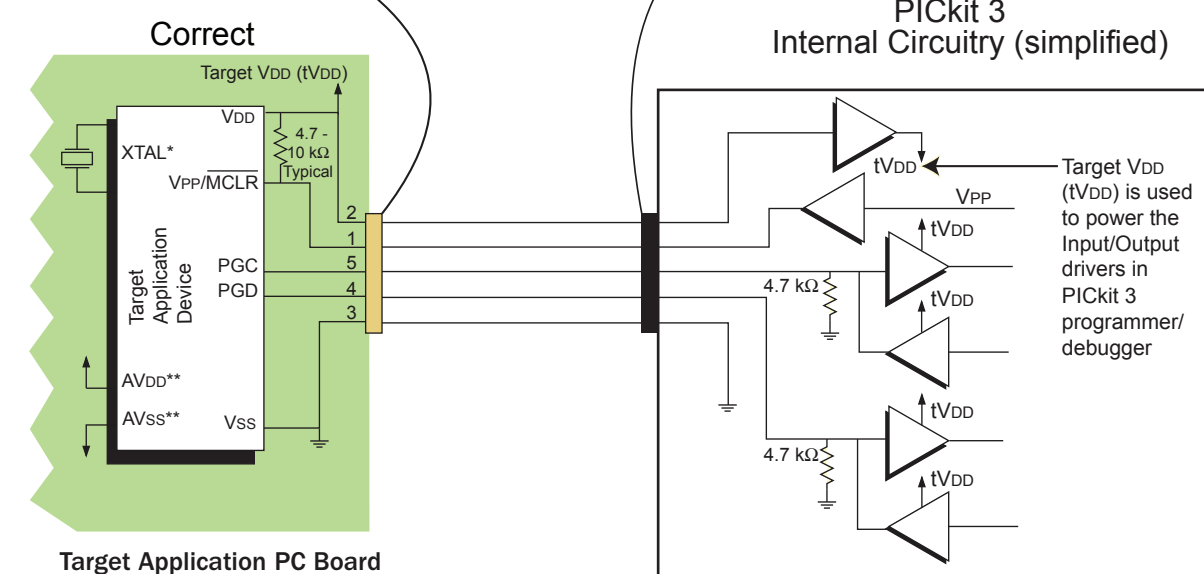 Correct
PICkit 3
Internal Circuitry (simplified)
Target VDD (tVDD)
VDD
4.7 -
10 kΩ
Typical
XTAL*
VPP/MCLR
2
1
PGC
5
PGD
4
3
Target
Application
Device
AVDD**
AVSS**
VSS
tVDD
VPP
tVDD
4.7 kΩ
tVDD
tVDD
4.7 kΩ
tVDD
Target VDD
(tVDD) is used
to power the
Input/Output
drivers in
PICkit 3
programmer/
debugger
Target Application PC Board